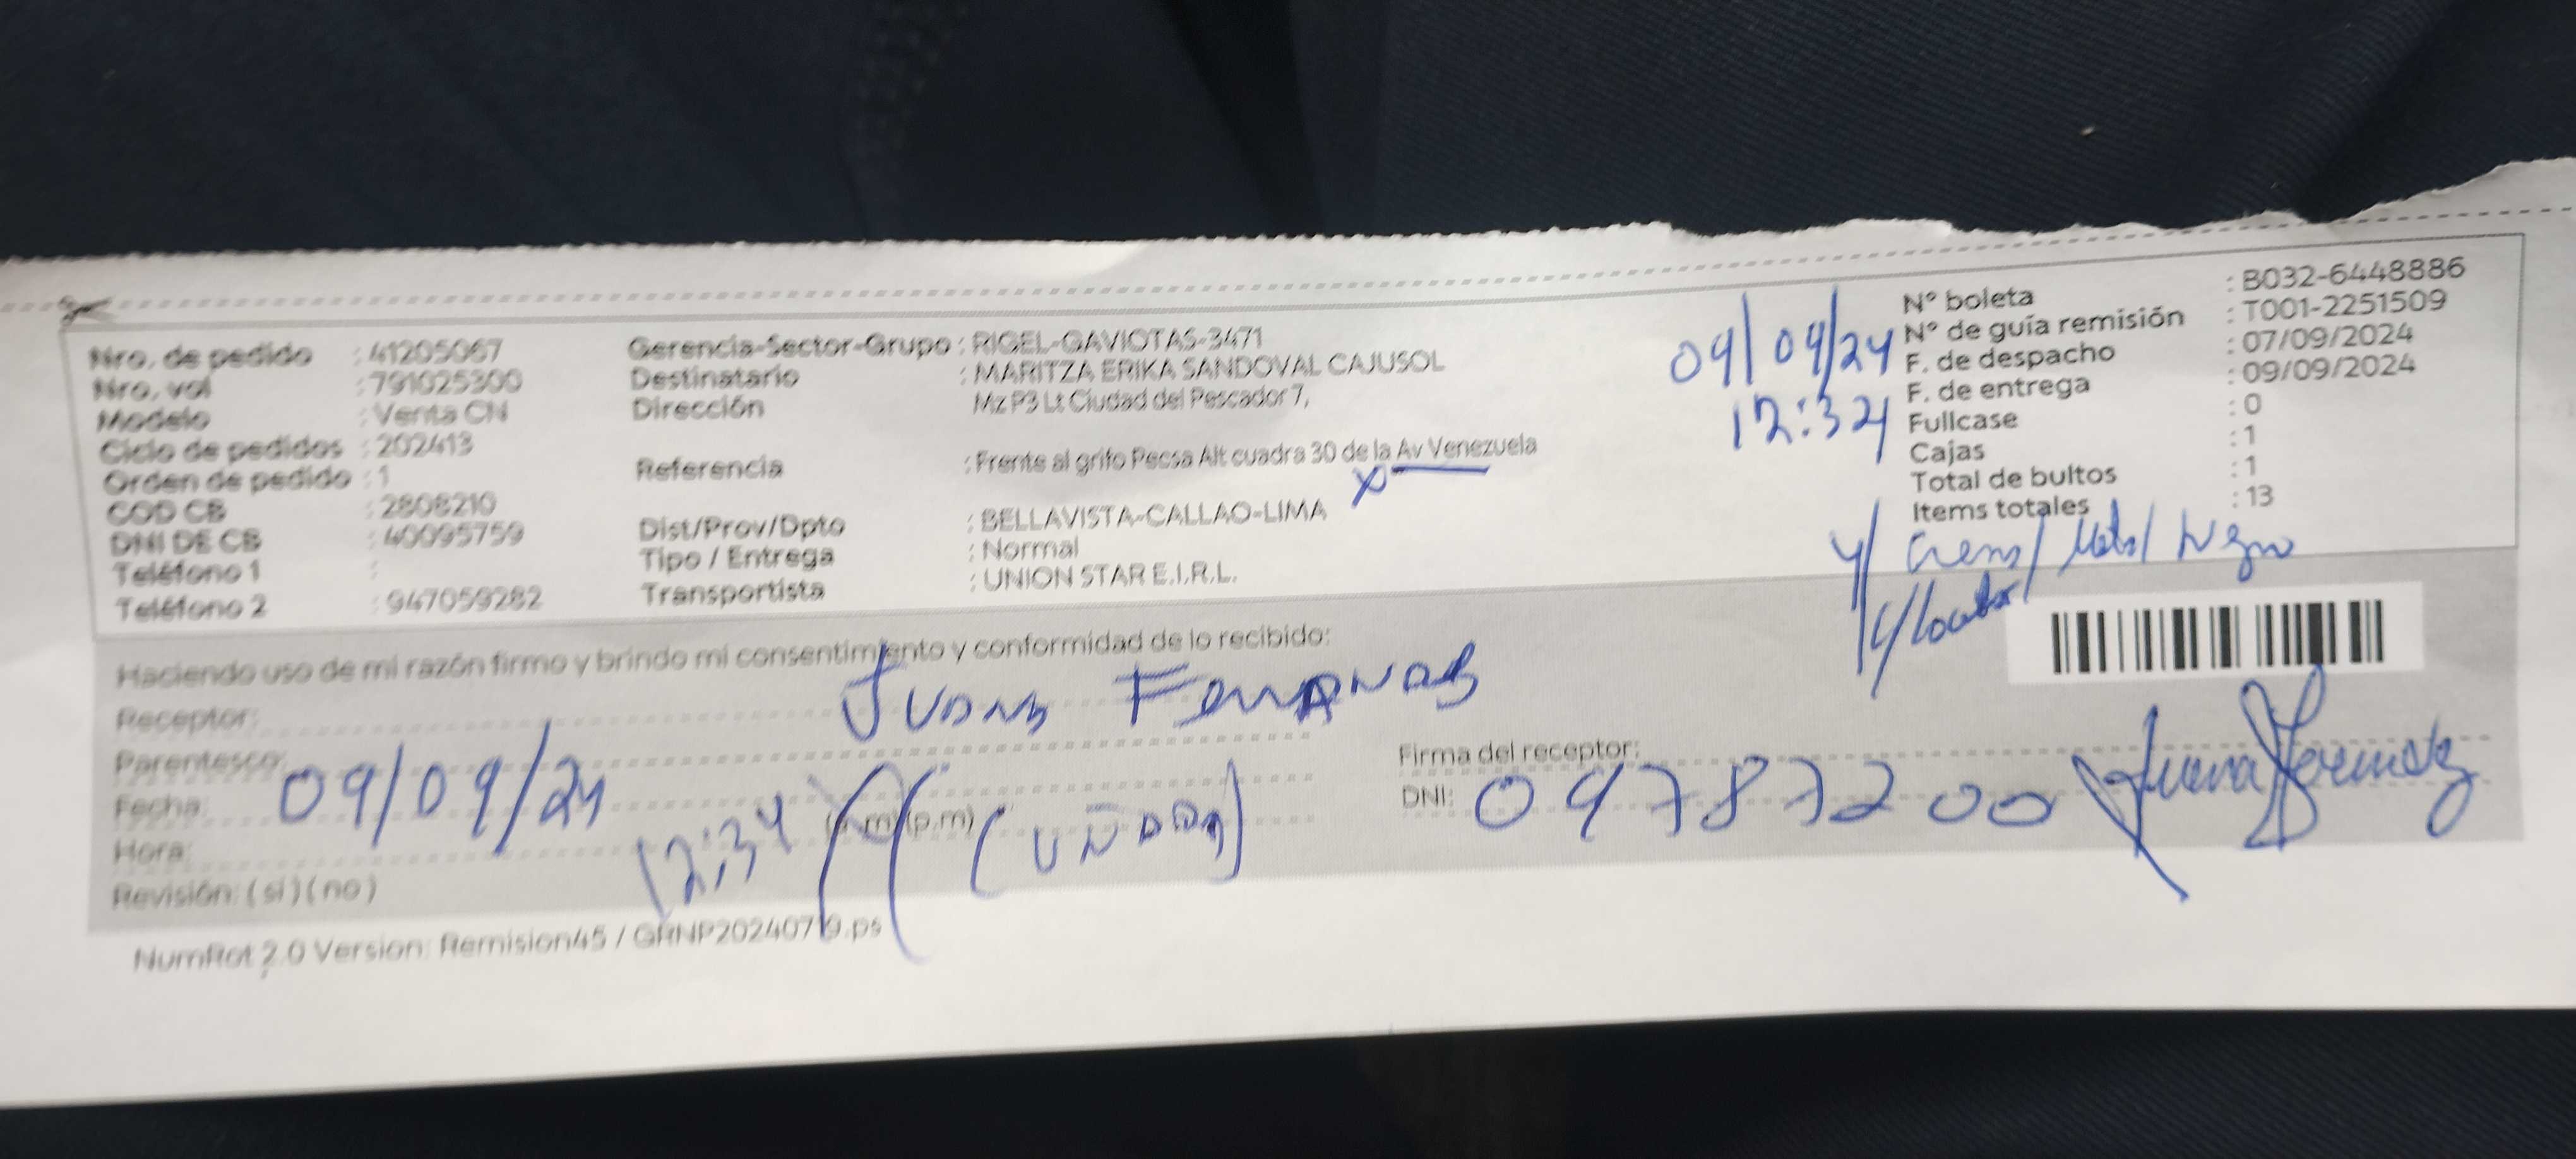 Nro. de pedido : 41205067
Nro. vol : 791025300
Modelo : Venta CN
Ciclo de pedidos : 202413
Orden de pedido : 1
COD CB : 2808210
DNI DE CB : 40095759
Teléfono 1 :
Teléfono 2 : 947059282
Gerencia-Sector-Grupo : RIGEL-GAVIOTAS-3471
Destinatario : MARITZA ERIKA SANDOVAL CAJUSOL
Dirección Mz P3 Lt Ciudad del Pescador 7,
Referencia : Frente al grifo Pecsa Alt cuadra 30 de la Av Venezuela
x
Dist/Prov/Dpto : BELLAVISTA-CALLAO-LIMA
Tipo / Entrega : Normal
Transportista : UNION STAR E.I.R.L.
09/09/24
12:34
N° boleta : B032-6448886
N° de guía remisión : T001-2251509
F. de despacho : 07/09/2024
F. de entrega : 09/09/2024
Fullcase : 0
Cajas : 1
Total de bultos : 1
Items totales : 13
Haciendo uso de mi razón firmo y brindo mi consentimiento y conformidad de lo recibido:
Receptor:
Parentesco:
Fecha: 09/09/24
Hora: 12:34 (a.m)(p.m)
Revisión: (si)(no)
Firma del receptor:
DNI: 09787200
NumRot 2.0 Version: Remision45 / GRNP20240719.ps